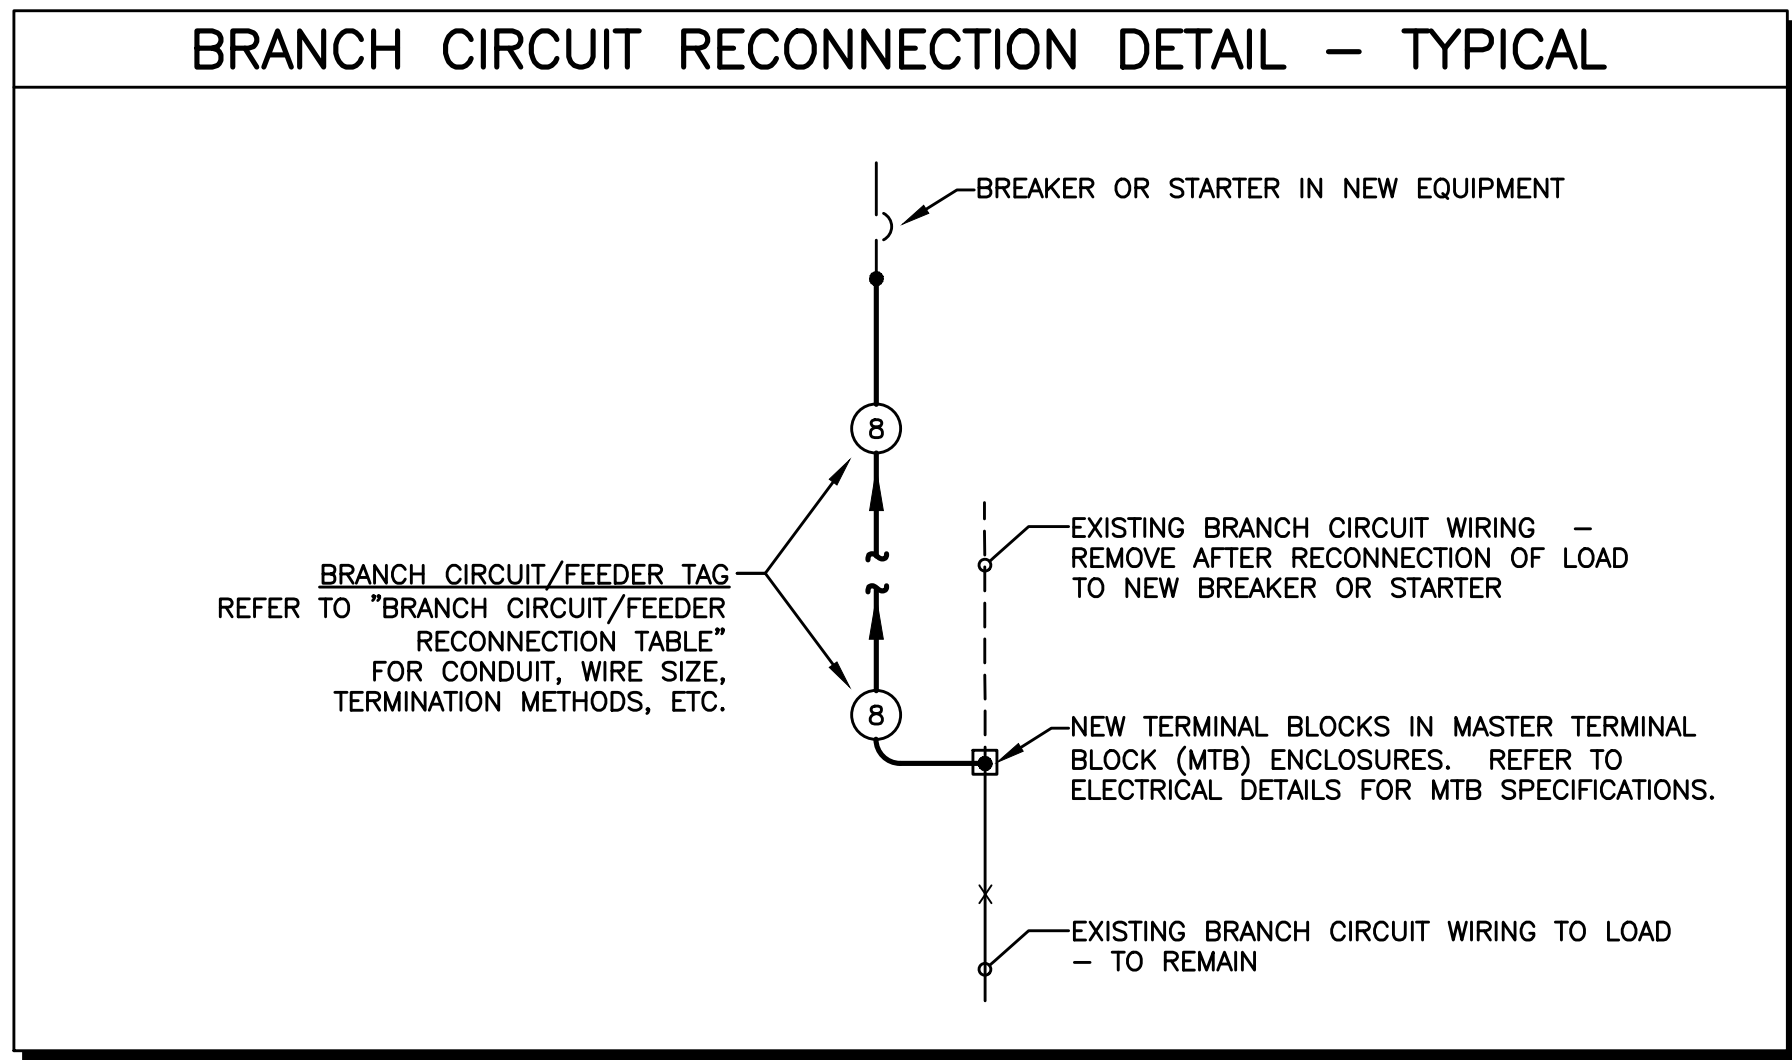 BRANCH CIRCUIT RECONNECTION DETAIL – TYPICAL
BREAKER OR STARTER IN NEW EQUIPMENT
8
EXISTING BRANCH CIRCUIT WIRING –
REMOVE AFTER RECONNECTION OF LOAD
TO NEW BREAKER OR STARTER
BRANCH CIRCUIT/FEEDER TAG
REFER TO "BRANCH CIRCUIT/FEEDER
RECONNECTION TABLE"
FOR CONDUIT, WIRE SIZE,
TERMINATION METHODS, ETC.
8
NEW TERMINAL BLOCKS IN MASTER TERMINAL
BLOCK (MTB) ENCLOSURES. REFER TO
ELECTRICAL DETAILS FOR MTB SPECIFICATIONS.
EXISTING BRANCH CIRCUIT WIRING TO LOAD
– TO REMAIN